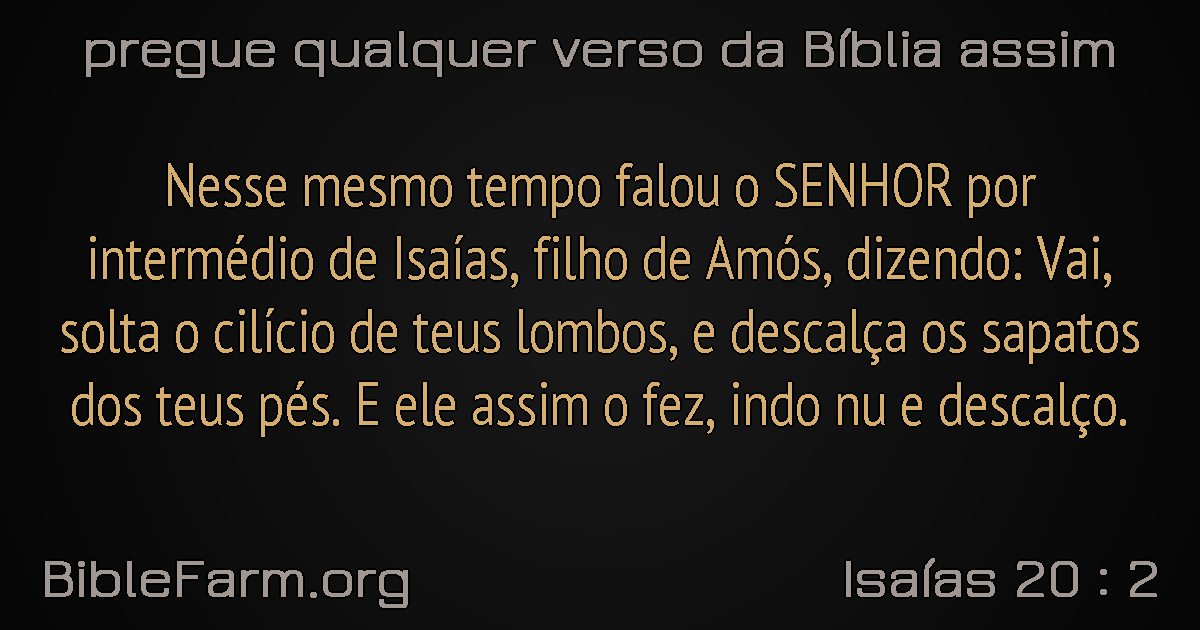 pregue qualquer verso da Bíblia assim
Nesse mesmo tempo falou o SENHOR por
intermédio de Isaías, filho de Amós, dizendo: Vai,
solta o cilício de teus lombos, e descalça os sapatos
dos teus pés. E ele assim o fez, indo nu e descalço.
BibleFarm.org
Isaías 20 : 2